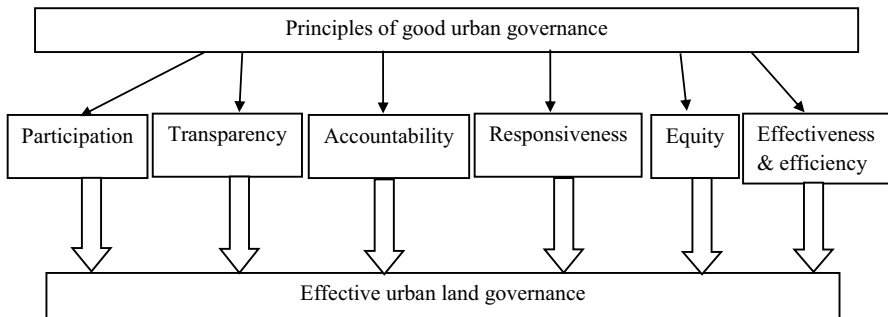 Principles of good urban governance
Participation
Transparency
Accountability
Responsiveness
Equity
Effectiveness
& efficiency
Effective urban land governance